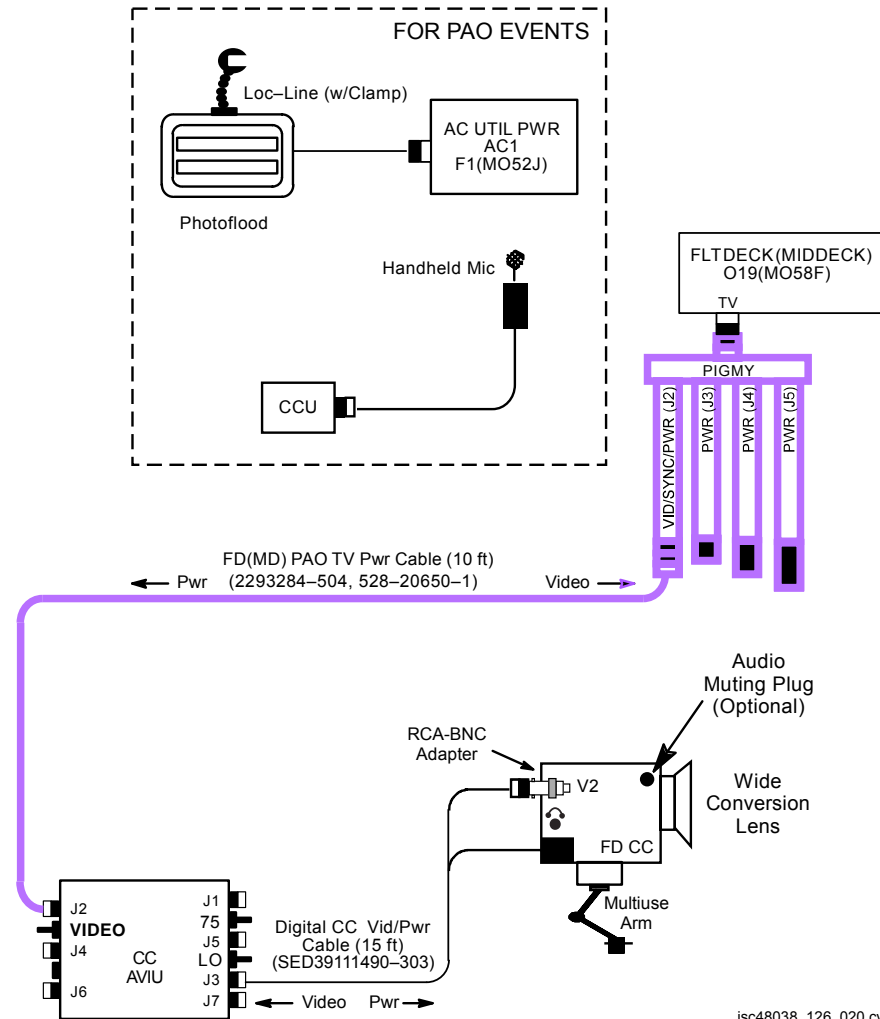 FOR PAO EVENTS
Loc–Line (w/Clamp)
AC UTIL PWR
AC1
F1(MO52J)
Photoflood
Handheld Mic
CCU
FLTDECK(MIDDECK)
O19(MO58F)
TV
PIGMY
VID/SYNC/PWR (J2)
PWR (J3)
PWR (J4)
PWR (J5)
FD(MD) PAO TV Pwr Cable (10 ft)
Pwr (2293284–504, 528–20650–1) Video
Audio
Muting Plug
(Optional)
RCA-BNC
Adapter
V2
Wide
Conversion
Lens
FD CC
Multiuse
Arm
J2
VIDEO
J4
J6
CC
AVIU
J1
75
J5
LO
J3
J7
Digital CC Vid/Pwr
Cable (15 ft)
(SED39111490–303)
Video Pwr